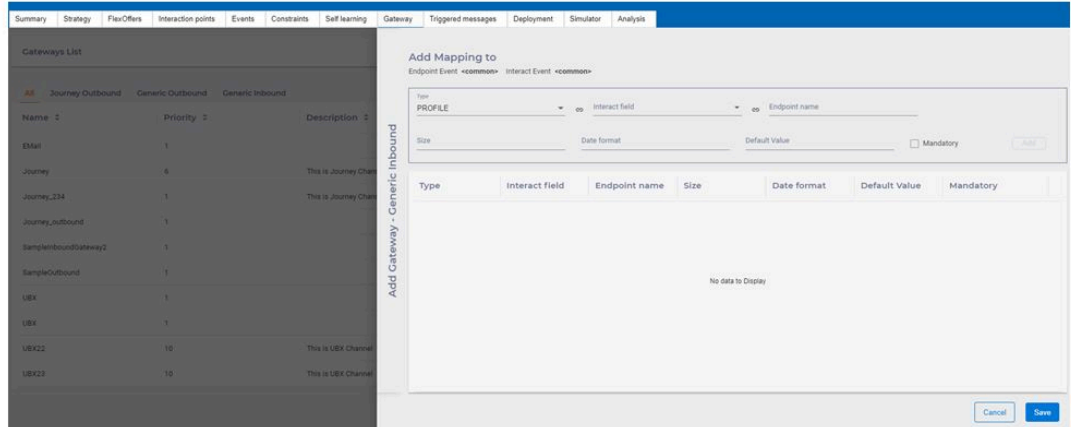 Summary Strategy FlexOffers Interaction points Events Constraints Self learning Gateway Triggered messages Deployment Simulator Analysis
Gateways List
All Journey Outbound Generic Outbound Generic Inbound
Name Priority Description
EMail 1
Journey 6 This is Journey Chan
Journey_234 1 This is Journey Chan
Journey_outbound 1
SampleInboundGateway2 1
SampleOutbound 1
UBX 1
UBX 1
UBX22 10 This is UBX Channel
UBX23 10 This is UBX Channel
Add Gateway - Generic Inbound
Add Mapping to
Endpoint Event <common> Interact Event <common>
Type
PROFILE Interact field Endpoint name
Size Date format Default Value Mandatory Add
Type Interact field Endpoint name Size Date format Default Value Mandatory
No data to Display
Cancel Save